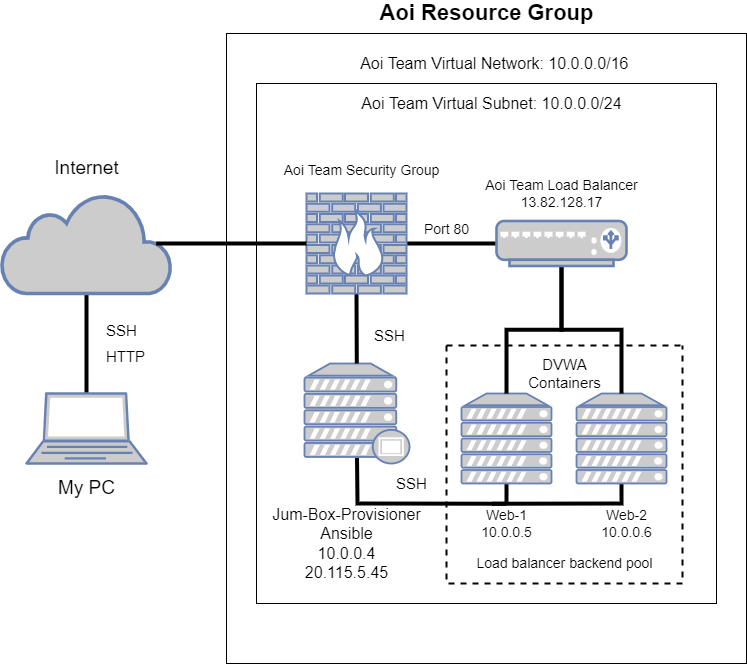 Aoi Resource Group
Aoi Team Virtual Network: 10.0.0.0/16
Aoi Team Virtual Subnet: 10.0.0.0/24
Internet
Aoi Team Security Group
Aoi Team Load Balancer
13.82.128.17
Port 80
SSH
HTTP
SSH
DVWA
Containers
My PC
SSH
Jum-Box-Provisioner
Ansible
10.0.0.4
20.115.5.45
Web-1
10.0.0.5
Web-2
10.0.0.6
Load balancer backend pool